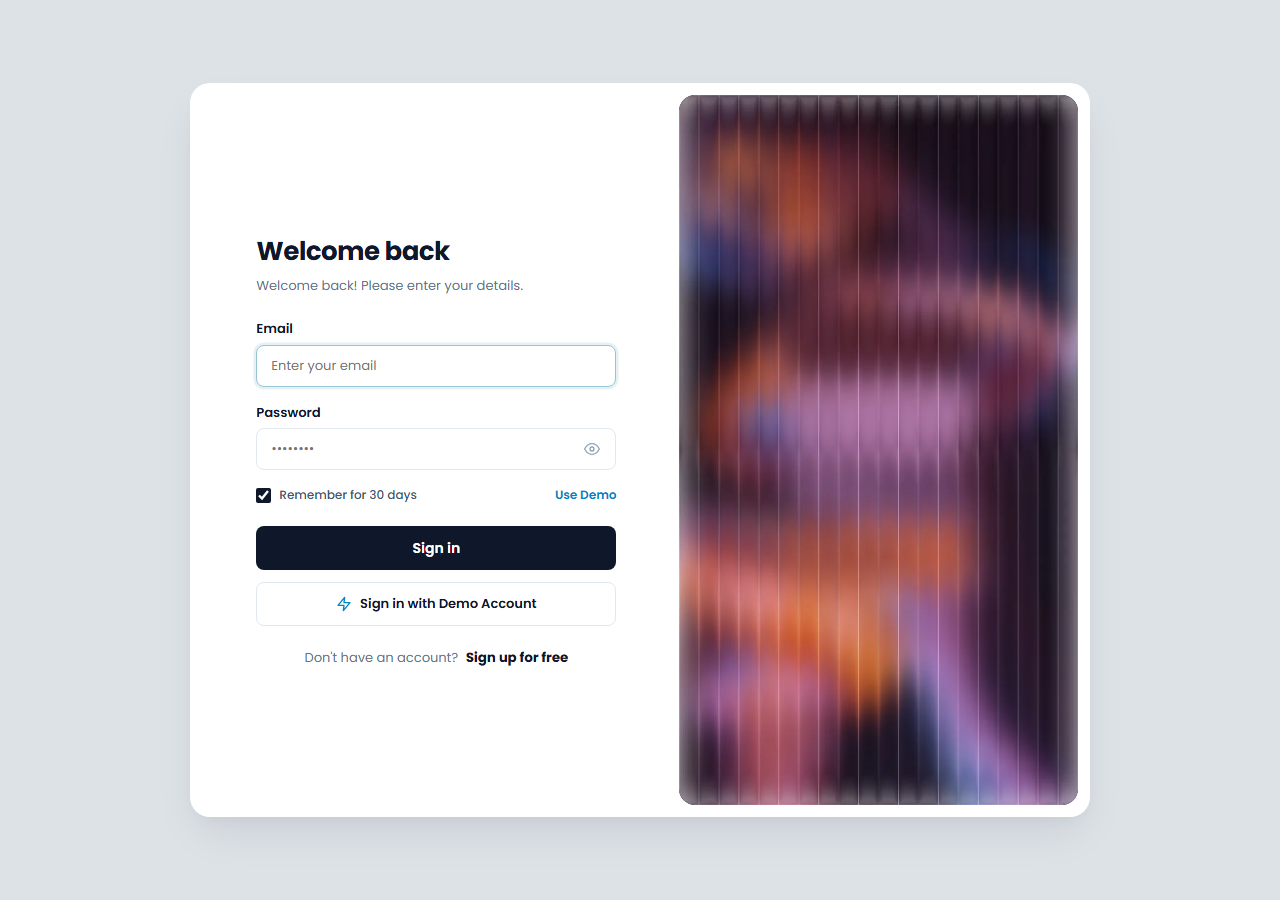 Welcome back
Welcome back! Please enter your details.
Email
Enter your email
Password
••••••••
Remember for 30 days
Use Demo
Sign in
Sign in with Demo Account
Don't have an account? Sign up for free